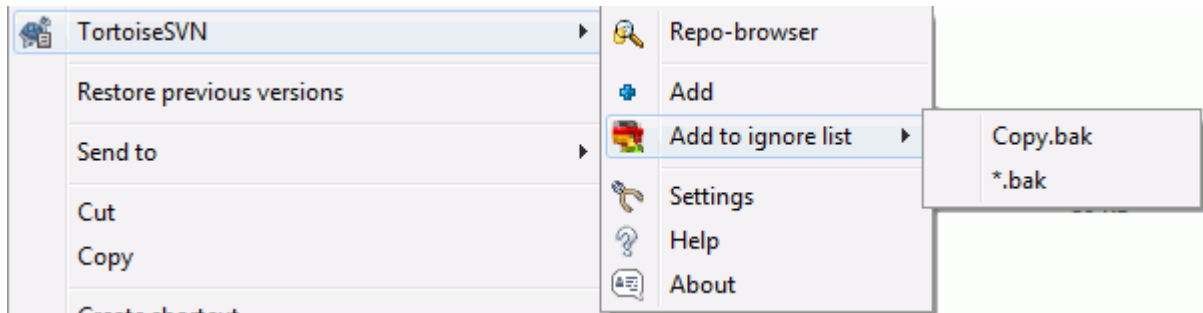 TortoiseSVN
Restore previous versions
Send to
Cut
Copy
Repo-browser
Add
Add to ignore list
Settings
Help
About
Copy.bak
*.bak